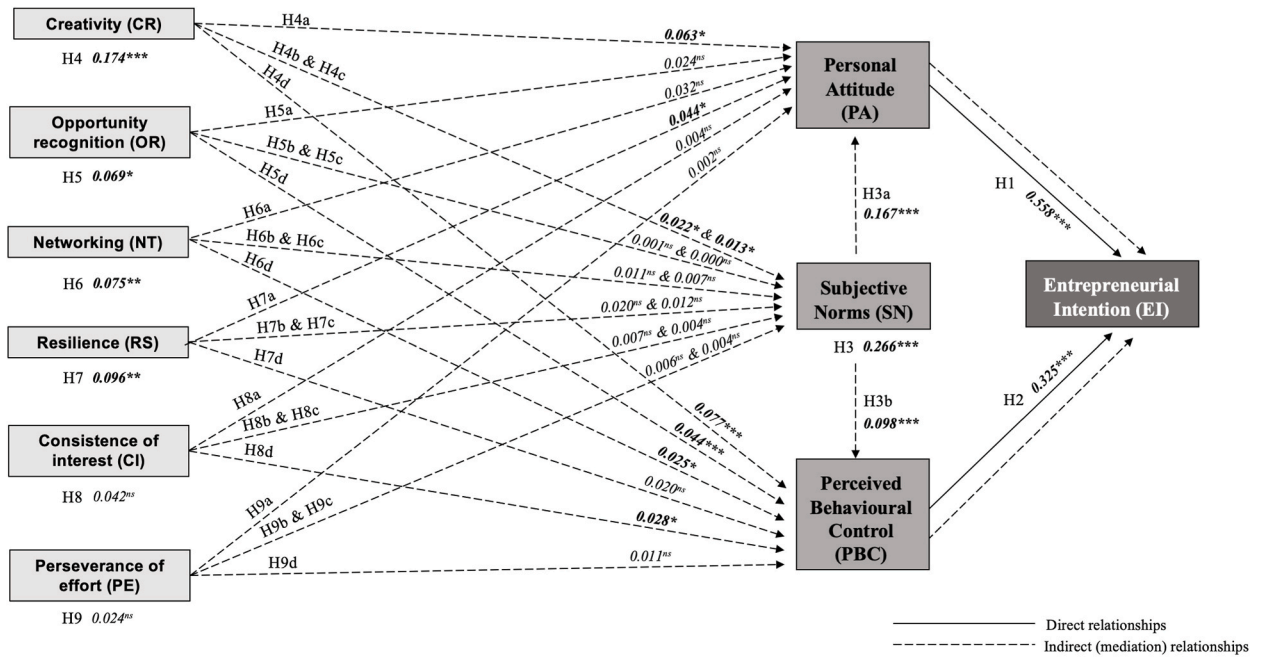 Creativity (CR)
H4 0.174***
Opportunity
recognition (OR)
H5 0.069*
Networking (NT)
H6 0.075**
Resilience (RS)
H7 0.096**
Consistence of
interest (CI)
H8 0.042ns
Perseverance of
effort (PE)
H9 0.024ns
H4a
H4b & H4c
H4d
H5a
H5b & H5c
H5d
H6a
H6b & H6c
H6d
H7a
H7b & H7c
H7d
H8a
H8b & H8c
H8d
H9a
H9b & H9c
H9d
0.063*
0.024ns
0.032ns
0.044*
0.004ns
0.002ns
0.022* & 0.013*
0.001ns & 0.000ns
0.011ns & 0.007ns
0.020ns & 0.012ns
0.007ns & 0.004ns
0.006ns & 0.004ns
0.077***
0.044***
0.025*
0.020ns
0.028*
0.011ns
Personal
Attitude
(PA)
H3a
0.167***
Subjective
Norms (SN)
H3 0.266***
H3b
0.098***
Perceived
Behavioural
Control
(PBC)
H1
0.558***
Entrepreneurial
Intention (EI)
H2
0.325***
Direct relationships
Indirect (mediation) relationships